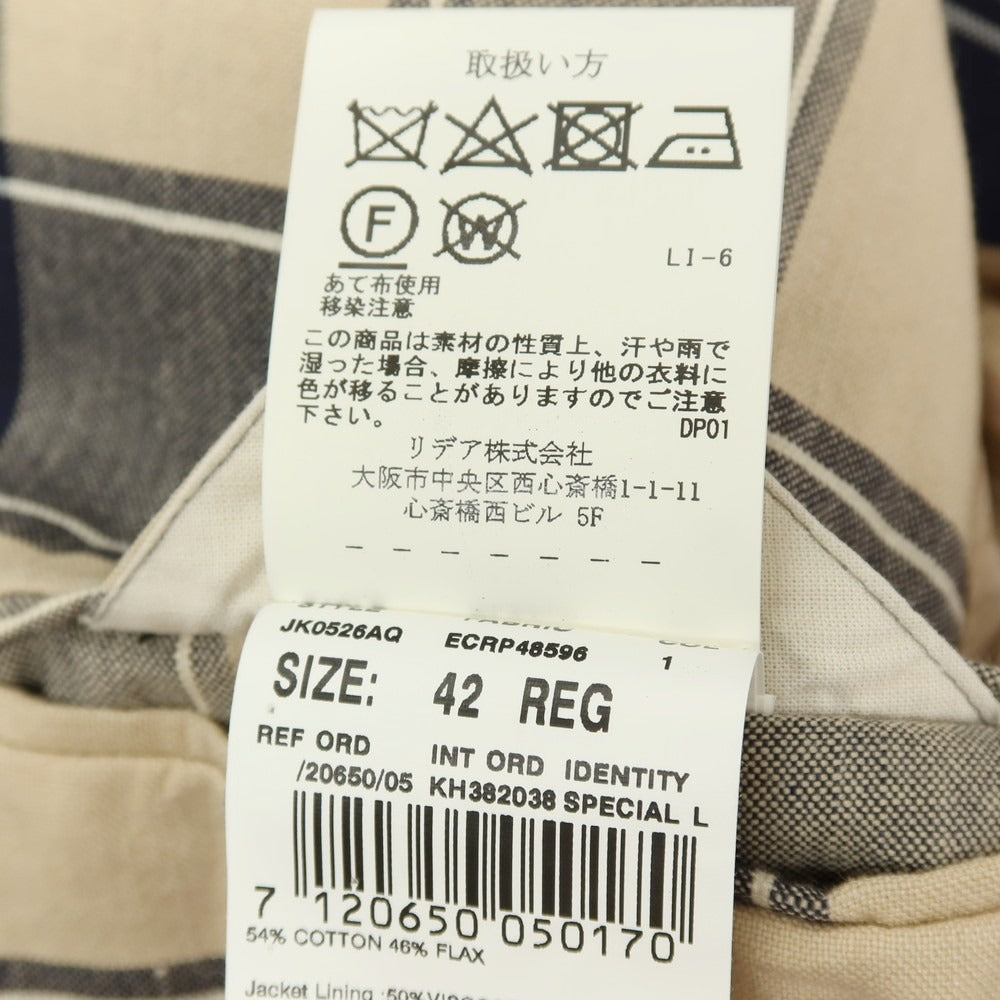 取扱い方
F W
LI-6
あて布使用
移染注意
この商品は素材の性質上、汗や雨で
湿った場合、摩擦により他の衣料に
色が移ることがありますのでご注意
下さい。 DP01
リデア株式会社
大阪市中央区西心斎橋1-1-11
心斎橋西ビル 5F
JK0526AQ ECRP48596 1
SIZE: 42 REG
REF ORD INT ORD IDENTITY
/20650/05 KH382038 SPECIAL L
7 120650 050170
54% COTTON 46% FLAX
Jacket Lining :50%